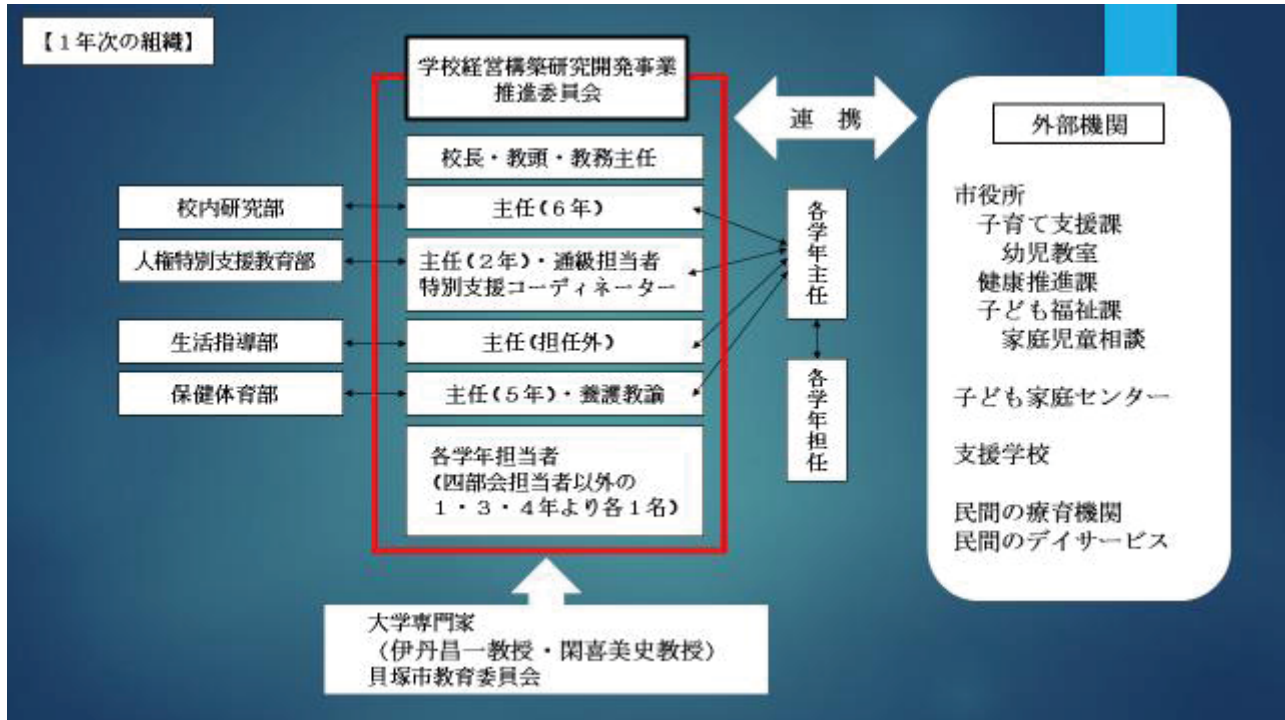 【１年次の組織】
学校経営構築研究開発事業
推進委員会
校長・教頭・教務主任
校内研究部
主任(６年)
人権特別支援教育部
主任(２年)・通級担当者
特別支援コーディネーター
生活指導部
主任(担任外)
保健体育部
主任(５年)・養護教諭
各学年担当者
(四部会担当者以外の
１・３・４年より各１名)
大学専門家
（伊丹昌一教授・閑喜美史教授）
貝塚市教育委員会
連　携
各学年主任
各学年担任
外部機関
市役所
子育て支援課
幼児教室
健康推進課
子ども福祉課
家庭児童相談
子ども家庭センター
支援学校
民間の療育機関
民間のデイサービス